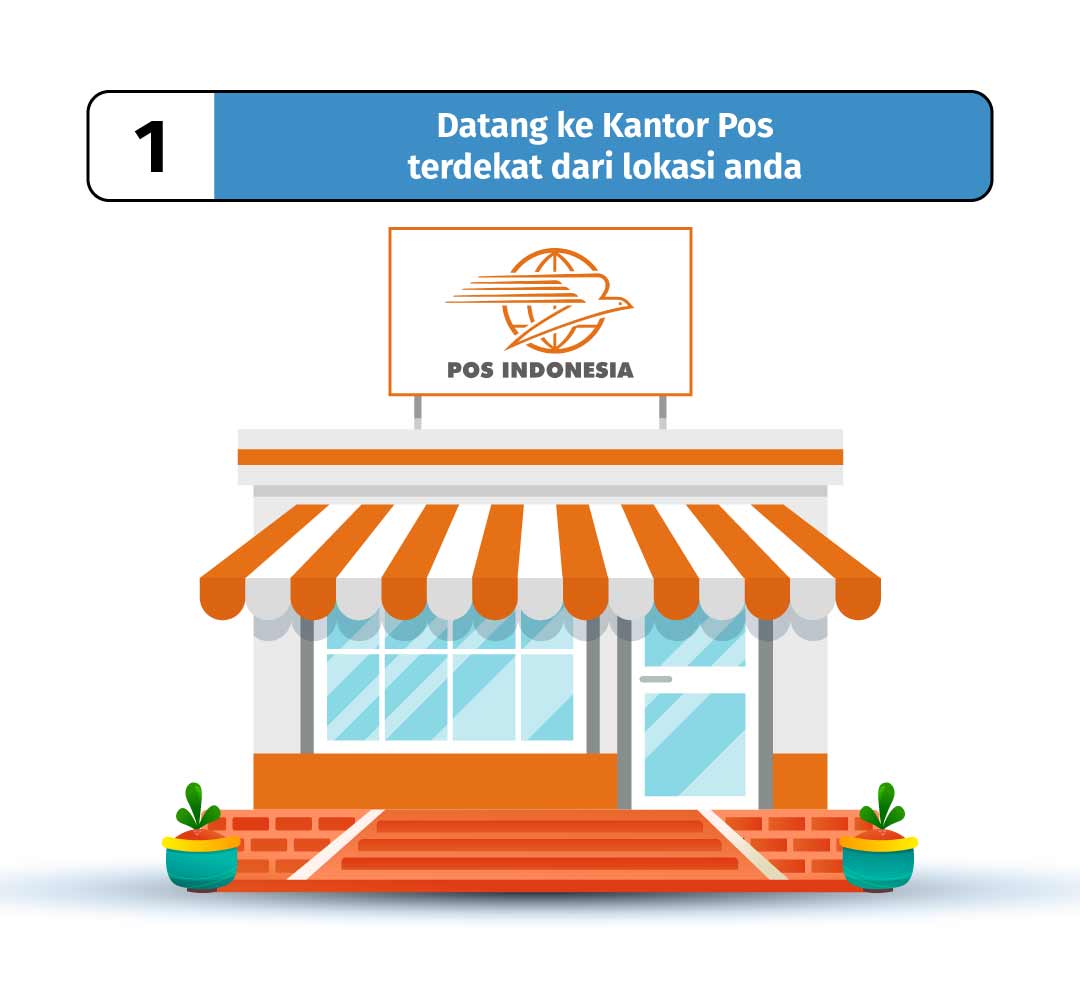 1
Datang ke Kantor Pos
terdekat dari lokasi anda
POS INDONESIA